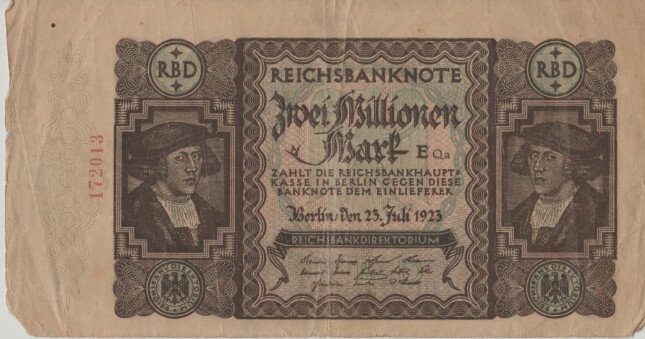 RBD
RBD
REICHSBANKNOTE
Zwei Millionen
Mark
E Qa
ZAHLT DIE REICHSBANKHAUPT=
KASSE IN BERLIN GEGEN DIESE
BANKNOTE DEM EINLIEFERER
Berlin, den 23. Juli 1923
REICHSBANKDIREKTORIUM
172013